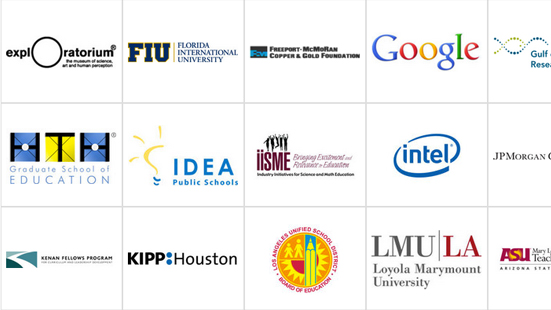 explOratorium®
the museum of science,
art and human perception
FIU FLORIDA
INTERNATIONAL
UNIVERSITY
FREEPORT-MCMORAN
COPPER & GOLD FOUNDATION
Google
Gulf
Resea
HTH
Graduate School of
EDUCATION
IDEA
Public Schools
iiSME
Bringing Excitement and
Relevance to Education
Industry Initiatives for Science and Math Education
intel
JPMORGAN C
KENAN FELLOWS PROGRAM
KIPP:Houston
LOS ANGELES UNIFIED SCHOOL DISTRICT
BOARD OF EDUCATION
LMU|LA
Loyola Marymount
University
ASU Mary L
Teac
ARIZONA STAT